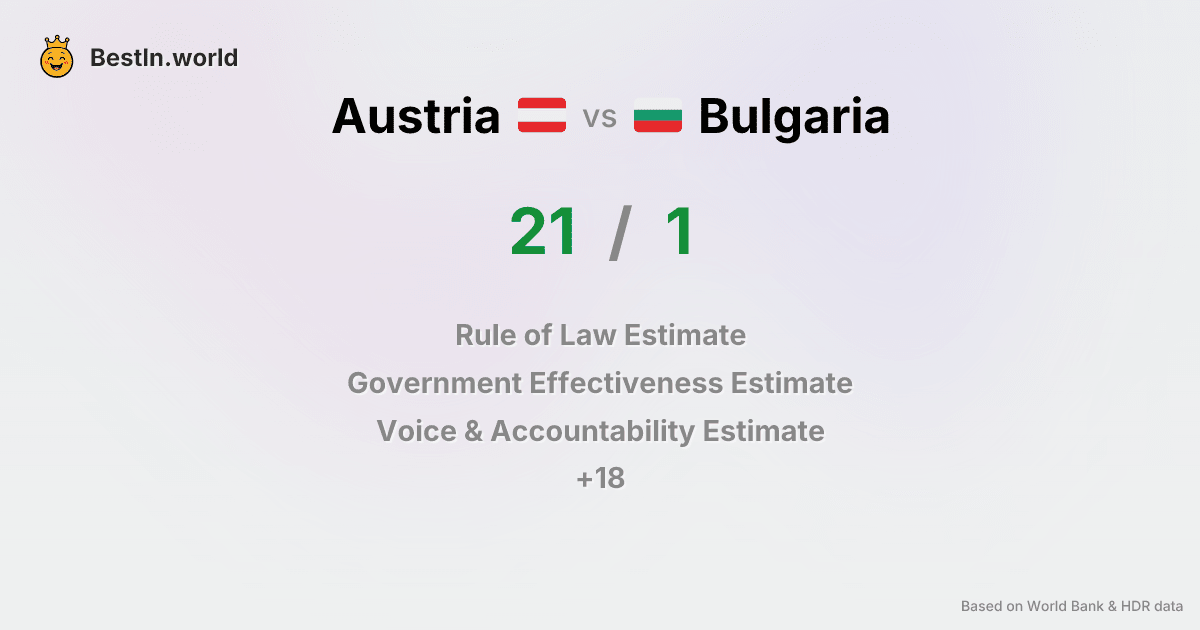 BestIn.world
Austria vs Bulgaria
21 / 1
Rule of Law Estimate
Government Effectiveness Estimate
Voice & Accountability Estimate
+18
Based on World Bank & HDR data